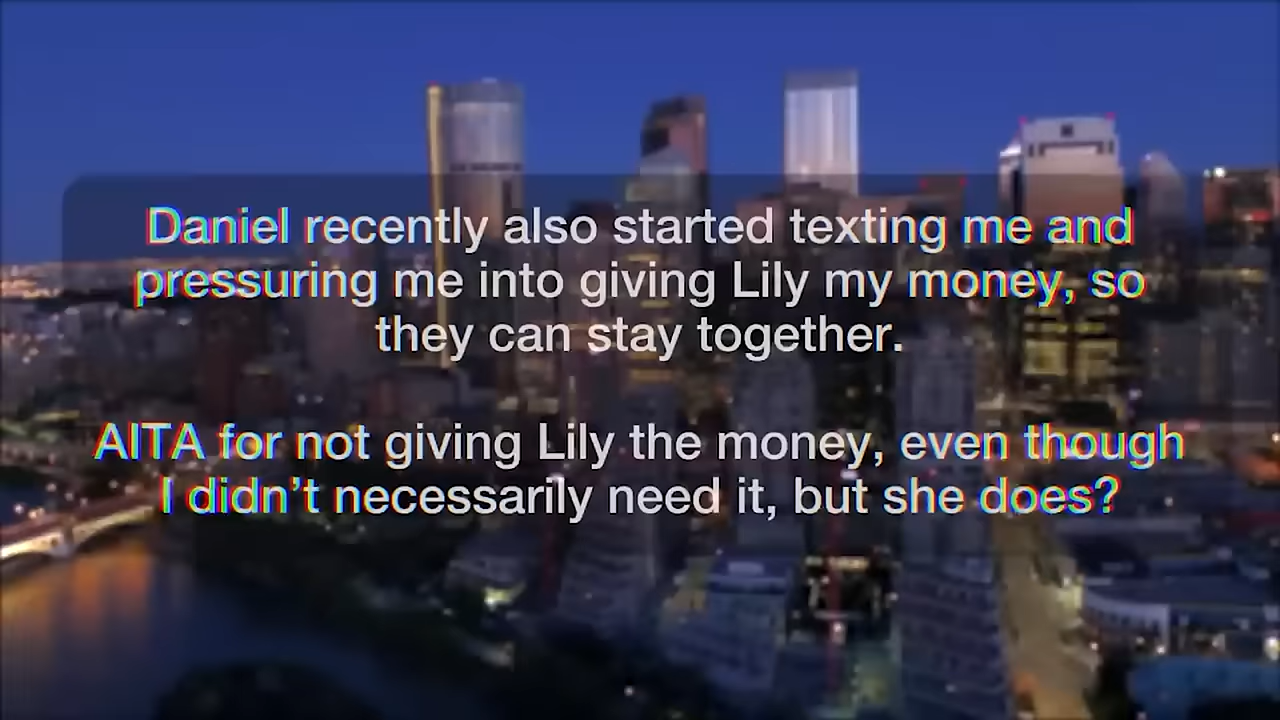 Daniel recently also started texting me and
pressuring me into giving Lily my money, so
they can stay together.
AITA for not giving Lily the money, even though
I didn’t necessarily need it, but she does?